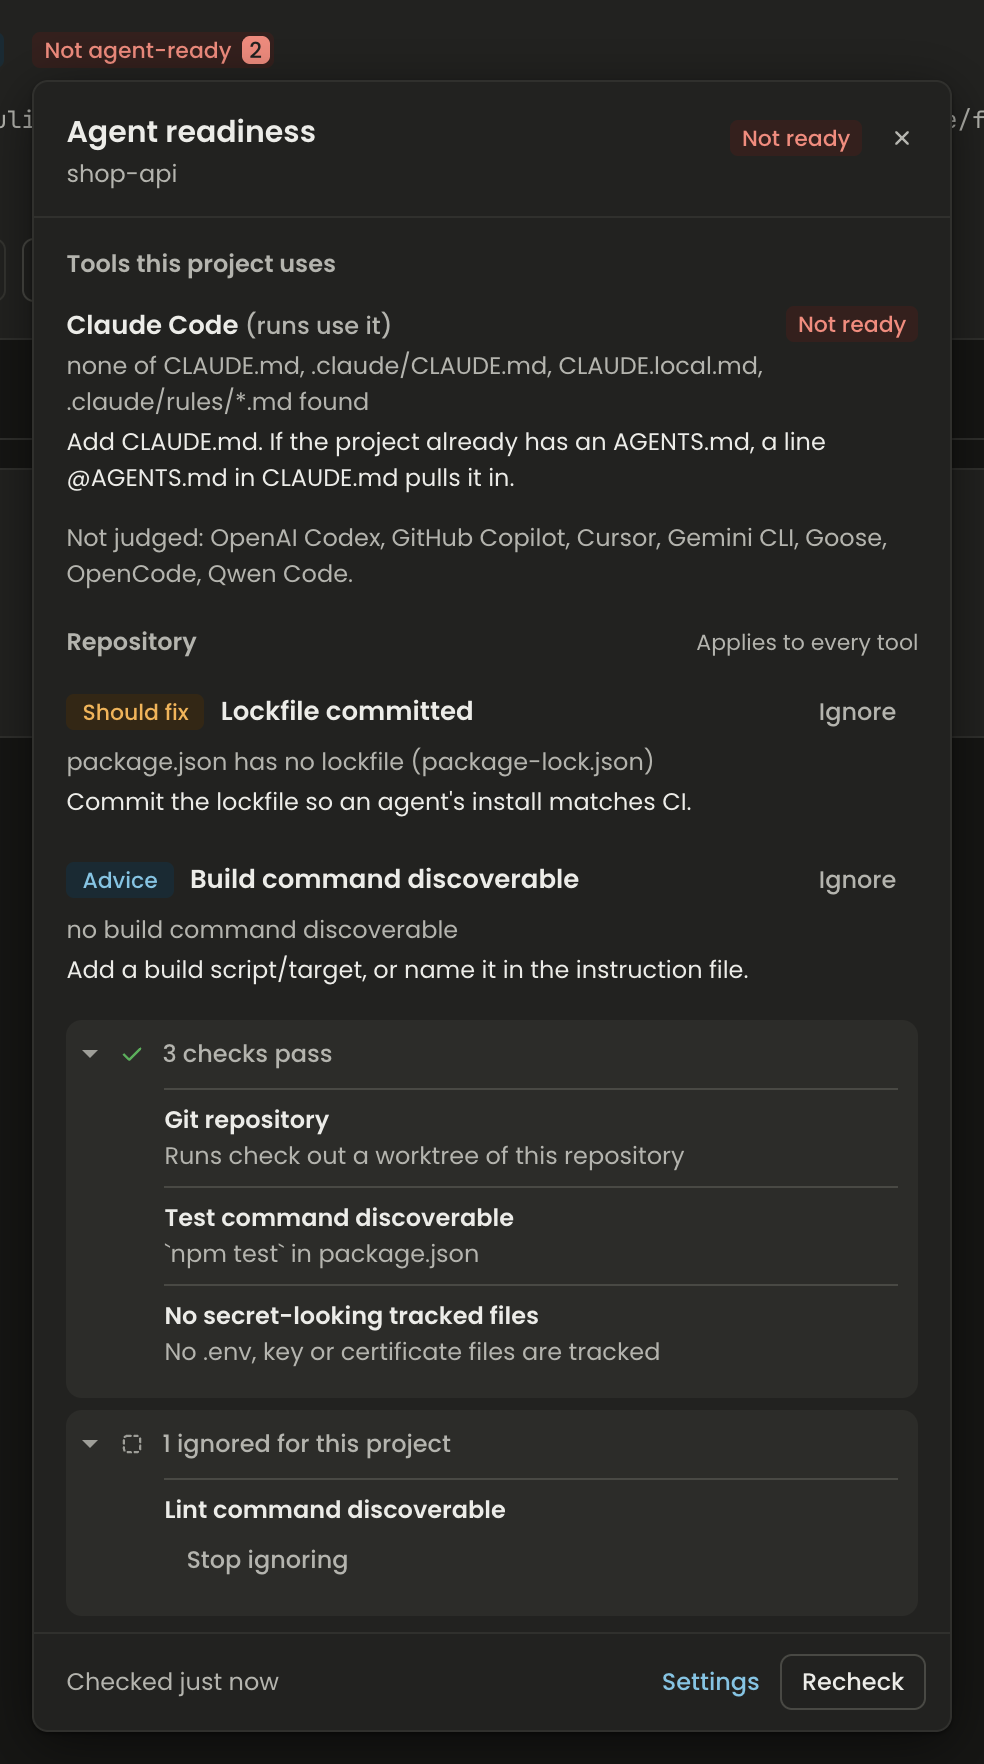 Not agent-ready 2
Agent readiness
Not ready
×
shop-api
Tools this project uses
Claude Code (runs use it)
Not ready
none of CLAUDE.md, .claude/CLAUDE.md, CLAUDE.local.md,
.claude/rules/*.md found
Add CLAUDE.md. If the project already has an AGENTS.md, a line
@AGENTS.md in CLAUDE.md pulls it in.
Not judged: OpenAI Codex, GitHub Copilot, Cursor, Gemini CLI, Goose,
OpenCode, Qwen Code.
Repository
Applies to every tool
Should fix Lockfile committed
Ignore
package.json has no lockfile (package-lock.json)
Commit the lockfile so an agent's install matches CI.
Advice Build command discoverable
Ignore
no build command discoverable
Add a build script/target, or name it in the instruction file.
3 checks pass
Git repository
Runs check out a worktree of this repository
Test command discoverable
`npm test` in package.json
No secret-looking tracked files
No .env, key or certificate files are tracked
1 ignored for this project
Lint command discoverable
Stop ignoring
Checked just now
Settings
Recheck